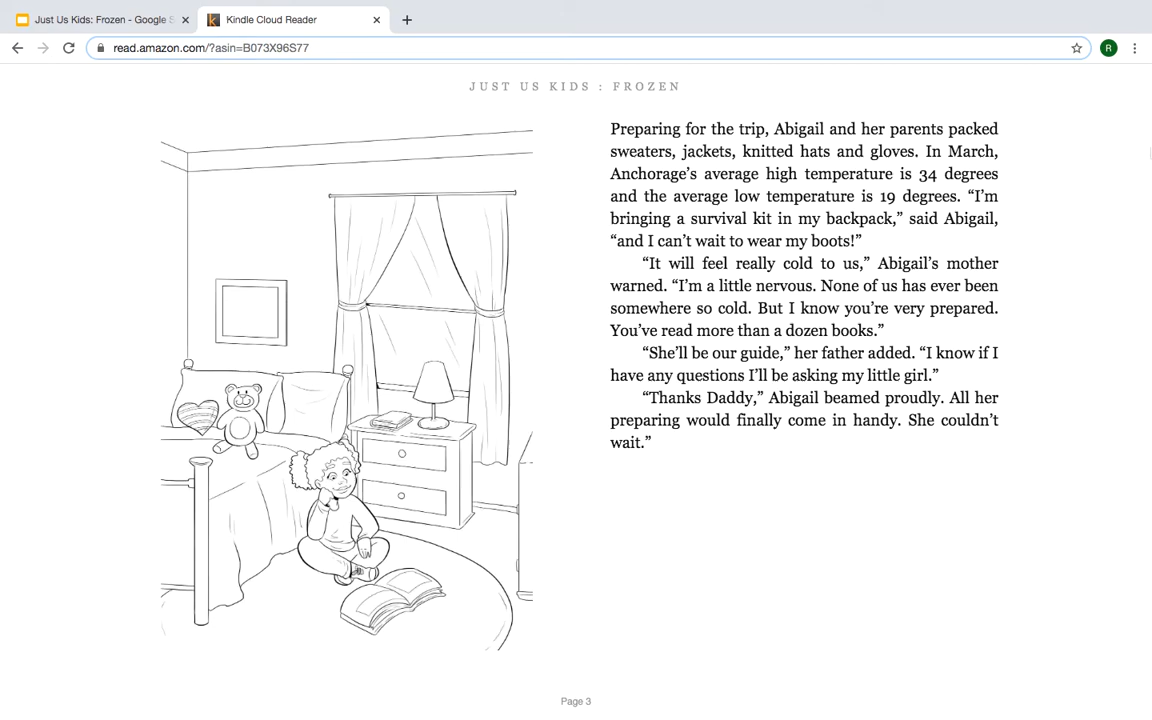 Just Us Kids: Frozen - Google S
Kindle Cloud Reader
read.amazon.com/?asin=B073X96S77
R
JUST US KIDS : FROZEN
Preparing for the trip, Abigail and her parents packed
sweaters, jackets, knitted hats and gloves. In March,
Anchorage’s average high temperature is 34 degrees
and the average low temperature is 19 degrees. “I’m
bringing a survival kit in my backpack,” said Abigail,
“and I can’t wait to wear my boots!”
“It will feel really cold to us,” Abigail’s mother
warned. “I’m a little nervous. None of us has ever been
somewhere so cold. But I know you’re very prepared.
You’ve read more than a dozen books.”
“She’ll be our guide,” her father added. “I know if I
have any questions I’ll be asking my little girl.”
“Thanks Daddy,” Abigail beamed proudly. All her
preparing would finally come in handy. She couldn’t
wait.”
Page 3